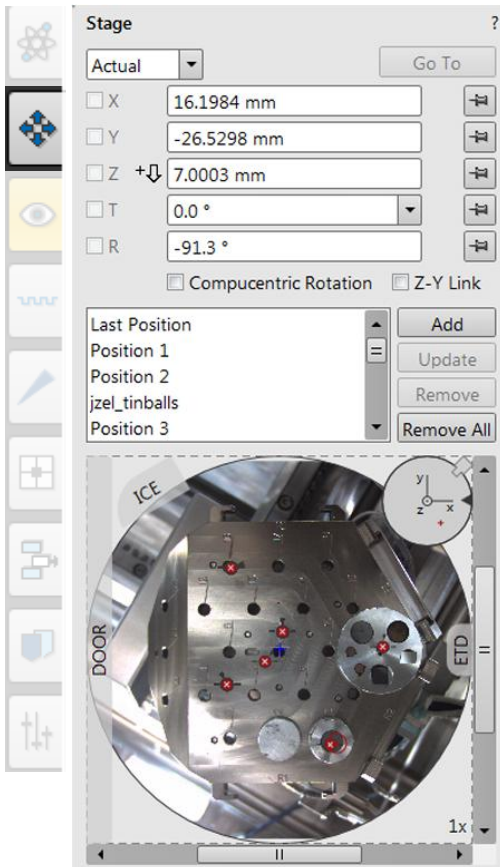 Stage ?
Actual Go To
X 16.1984 mm
Y -26.5298 mm
Z + 7.0003 mm
T 0.0 °
R -91.3 °
Compucentric Rotation Z-Y Link
Last Position
Position 1
Position 2
jzel_tinballs
Position 3
Add
Update
Remove
Remove All
ICE
y
z x
DOOR
ETD
1x